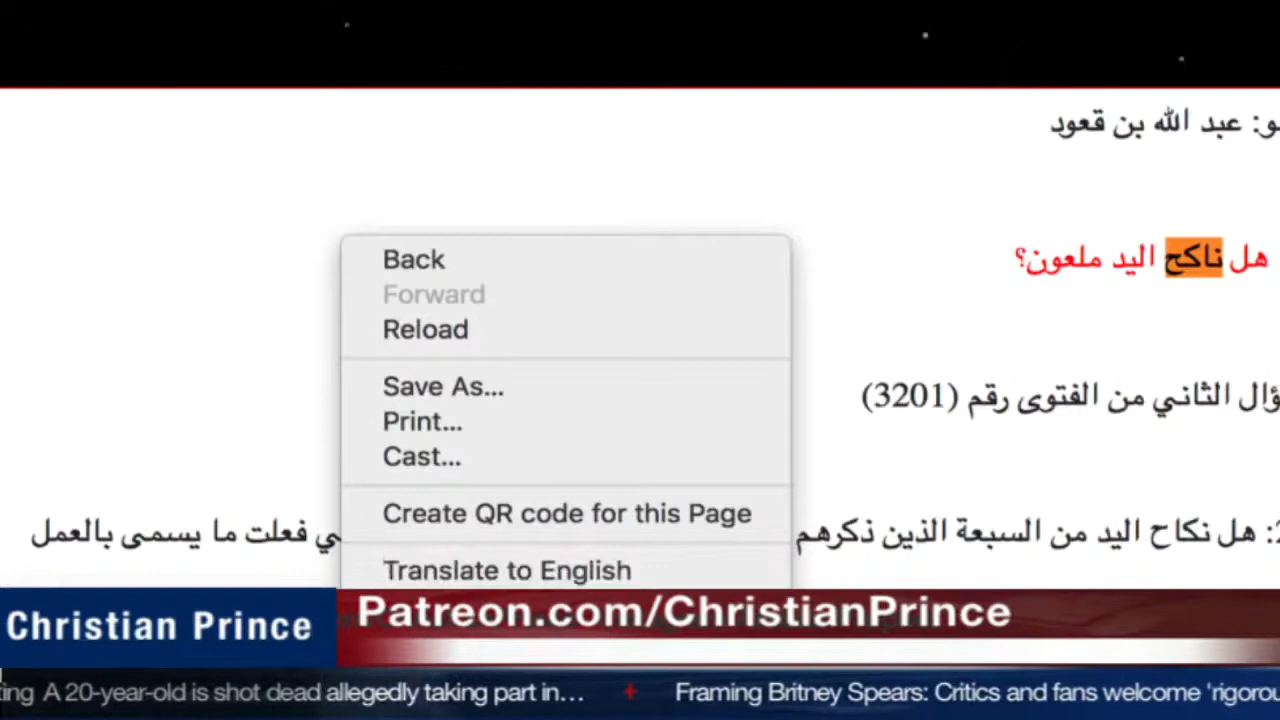 عبد الله بن قعود
هل ناكح اليد ملعون؟
الثاني من الفتوى رقم (3201)
هل نكاح اليد من السبعة الذين ذكرهم
فعلت ما يسمى بالعمل
Back
Forward
Reload
Save As...
Print...
Cast...
Create QR code for this Page
Translate to English
Christian Prince
Patreon.com/ChristianPrince
A 20-year-old is shot dead allegedly taking part in… + Framing Britney Spears: Critics and fans welcome